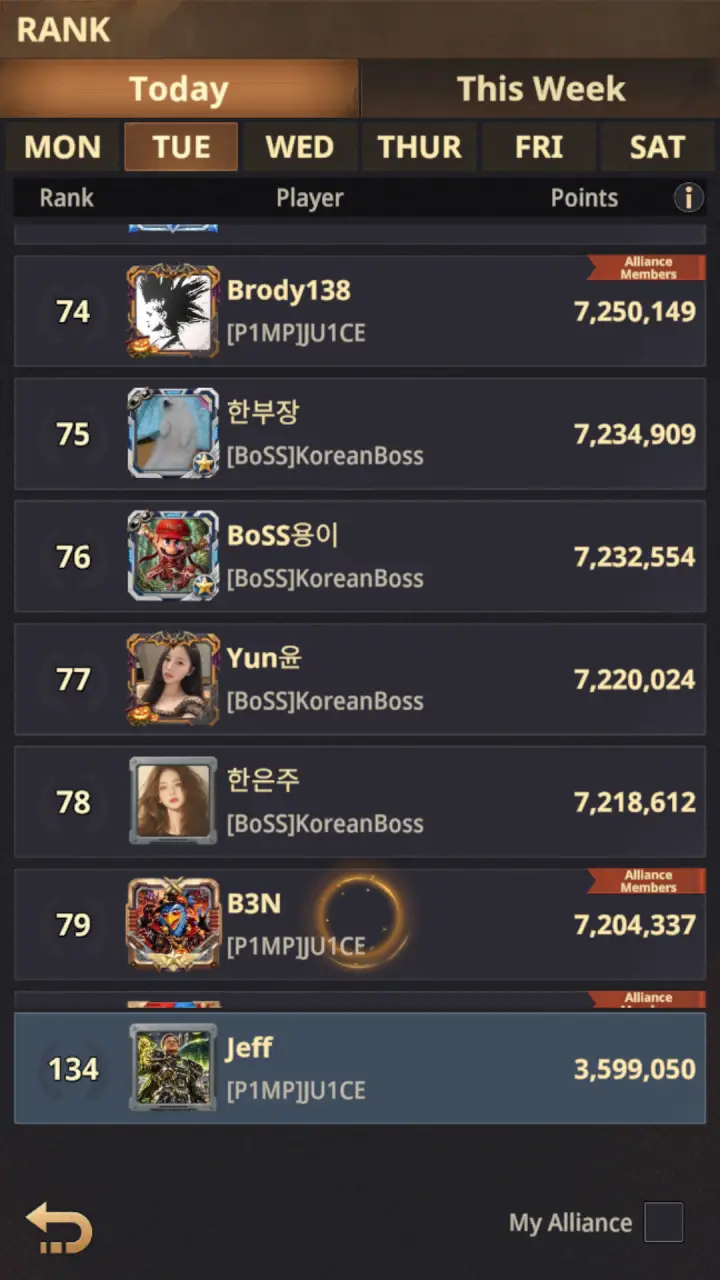 RANK
Today
This Week
MON TUE WED THUR FRI SAT
Rank Player Points i
Alliance Members
74 Brody138 7,250,149
[P1MP]JU1CE
75 한부장 7,234,909
[BoSS]KoreanBoss
76 BoSS용이 7,232,554
[BoSS]KoreanBoss
77 Yun윤 7,220,024
[BoSS]KoreanBoss
78 한은주 7,218,612
[BoSS]KoreanBoss
Alliance Members
79 B3N 7,204,337
[P1MP]JU1CE
Alliance
134 Jeff 3,599,050
[P1MP]JU1CE
My Alliance